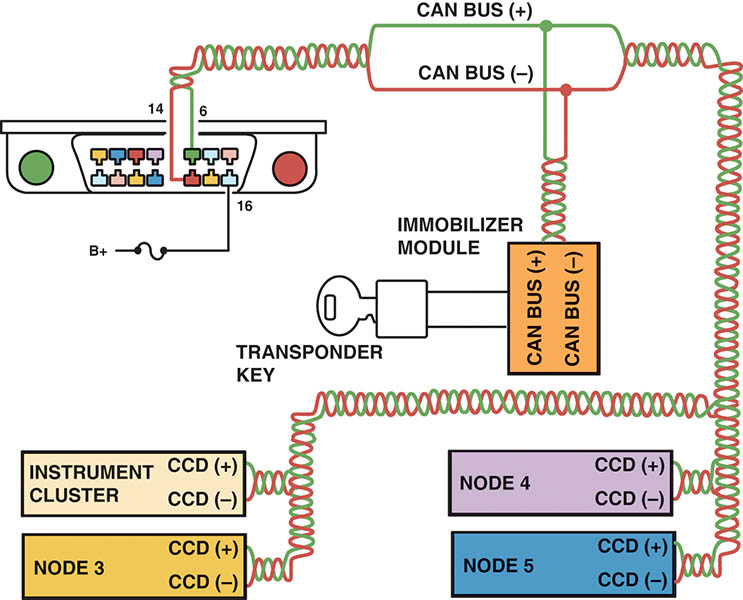 CAN BUS (+)
CAN BUS (–)
14
6
16
B+
IMMOBILIZER
MODULE
CAN BUS (+)
CAN BUS (–)
TRANSPONDER
KEY
INSTRUMENT
CLUSTER
CCD (+)
CCD (–)
NODE 3
CCD (+)
CCD (–)
NODE 4
CCD (+)
CCD (–)
NODE 5
CCD (+)
CCD (–)